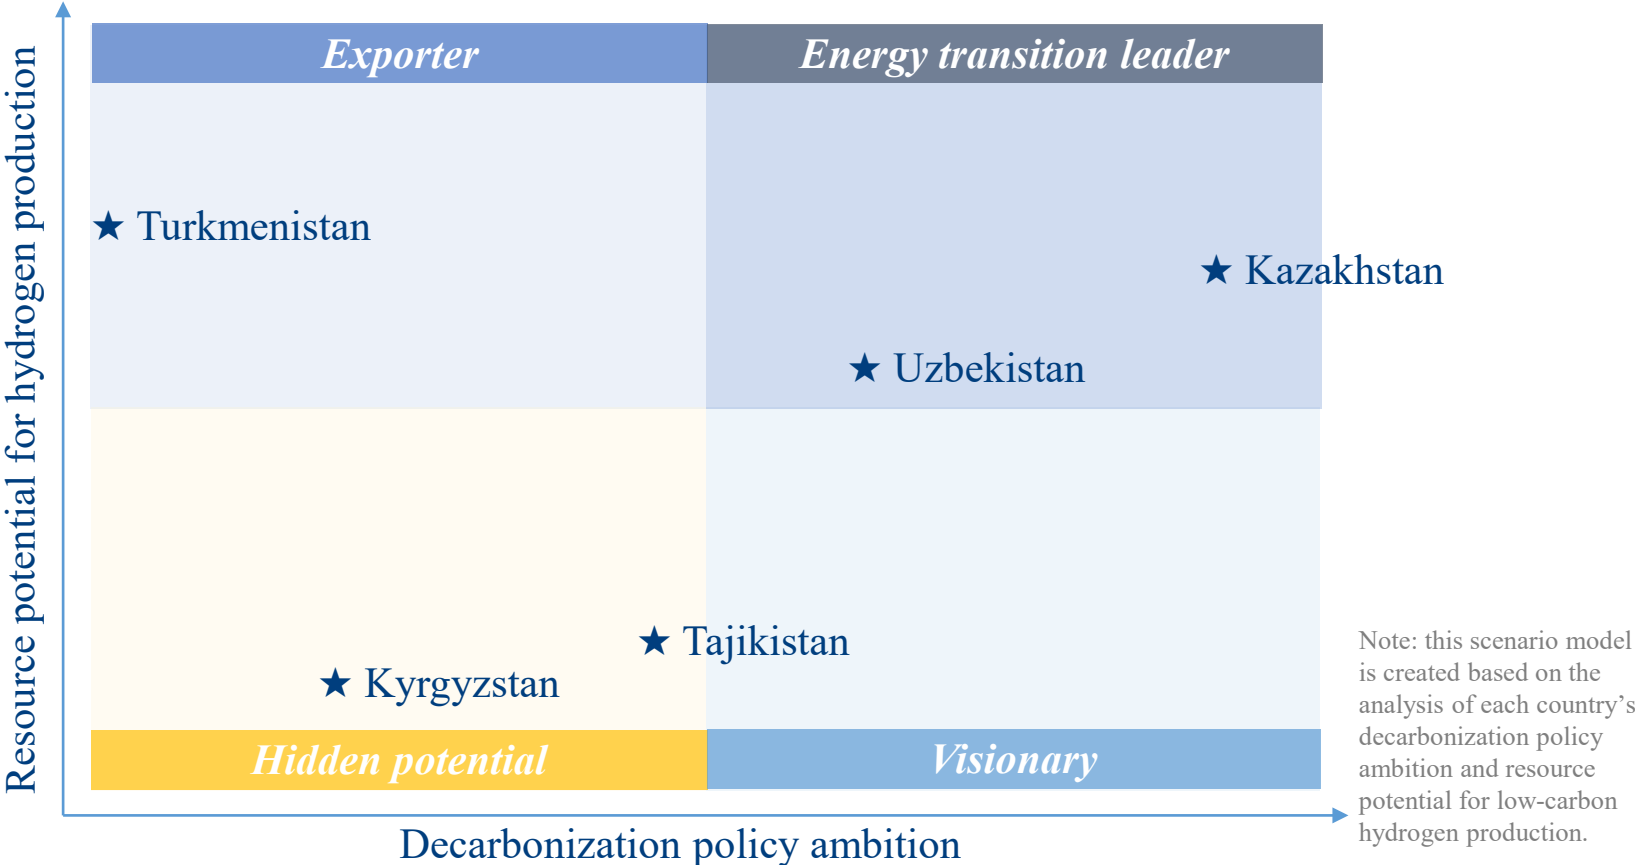 Resource potential for hydrogen production
Exporter
Energy transition leader
★ Turkmenistan
★ Kazakhstan
★ Uzbekistan
★ Tajikistan
★ Kyrgyzstan
Hidden potential
Visionary
Decarbonization policy ambition
Note: this scenario model
is created based on the
analysis of each country’s
decarbonization policy
ambition and resource
potential for low-carbon
hydrogen production.